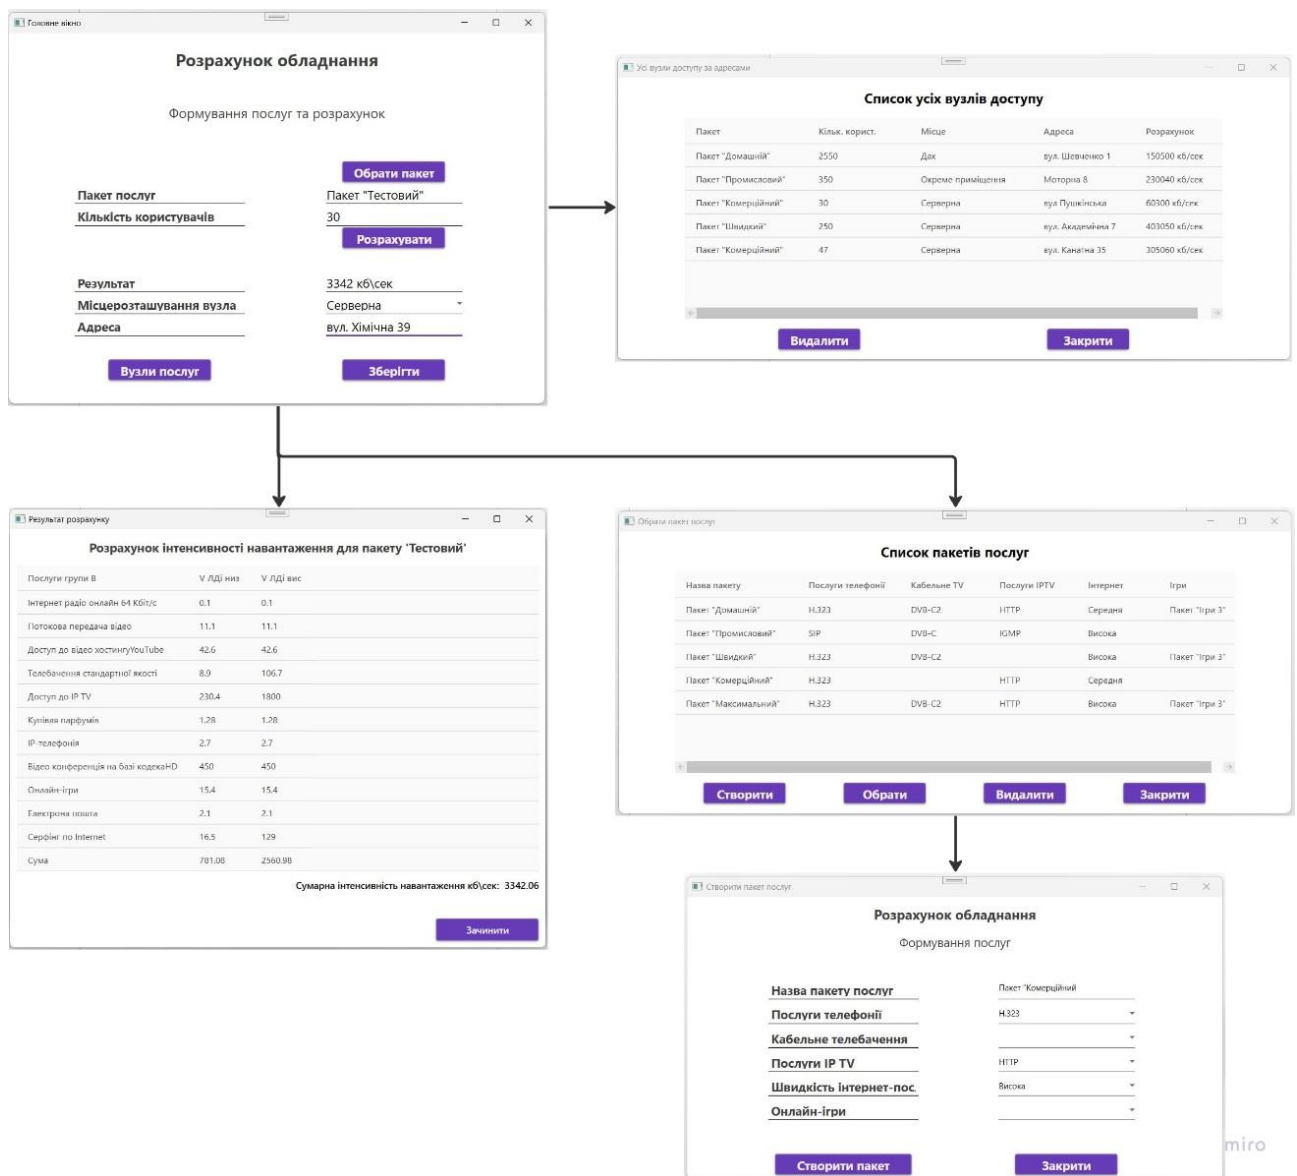 Головне вікно
Розрахунок обладнання
Формування послуг та розрахунок
Обрати пакет
Пакет послуг Пакет "Тестовий"
Кількість користувачів 30
Розрахувати
Результат 3342 кб\сек
Місцерозташування вузла Серверна
Адреса вул. Хімічна 39
Вузли послуг Зберігти
Усі вузли доступу за адресами
Список усіх вузлів доступу
Пакет Кільк. корист. Місце Адреса Розрахунок
Пакет "Домашній" 2550 Дах вул. Шевченко 1 150500 кб/сек
Пакет "Промисловий" 350 Окреме приміщення Моторна 8 230040 кб/сек
Пакет "Комерційний" 30 Серверна вул Пушкінська 60300 кб/сек
Пакет "Швидкий" 250 Серверна вул. Академічна 7 403050 кб/сек
Пакет "Комерційний" 47 Серверна вул. Канатна 35 305060 кб/сек
Видалити Закрити
Результат розрахунку
Розрахунок інтенсивності навантаження для пакету 'Тестовий'
Послуги групи В V ЛДі низ V ЛДі вис
Інтернет радіо онлайн 64 Кбіт/с 0.1 0.1
Потокова передача відео 11.1 11.1
Доступ до відео хостингуYouTube 42.6 42.6
Телебачення стандартної якості 8.9 106.7
Доступ до IP TV 230.4 1800
Купівля парфумів 1.28 1.28
IP-телефонія 2.7 2.7
Відео конференція на базі кодекаHD 450 450
Онлайн-ігри 15.4 15.4
Електрона пошта 2.1 2.1
Серфінг по Internet 16.5 129
Сума 781.08 2560.98
Сумарна інтенсивність навантаження кб\сек: 3342.06
Зачинити
Обрати пакет послуг
Список пакетів послуг
Назва пакету Послуги телефонії Кабельне TV Послуги IPTV Інтернет Ігри
Пакет "Домашній" H.323 DVB-C2 HTTP Середня Пакет "Ігри 3"
Пакет "Промисловий" SIP DVB-C IGMP Висока
Пакет "Швидкий" H.323 DVB-C2 Висока Пакет "Ігри 3"
Пакет "Комерційний" H.323 HTTP Середня
Пакет "Максимальний" H.323 DVB-C2 HTTP Висока Пакет "Ігри 3"
Створити Обрати Видалити Закрити
Створити пакет послуг
Розрахунок обладнання
Формування послуг
Назва пакету послуг Пакет "Комерційний
Послуги телефонії H.323
Кабельне телебачення
Послуги IP TV HTTP
Швидкість інтернет-пос. Висока
Онлайн-ігри
Створити пакет Закрити
miro